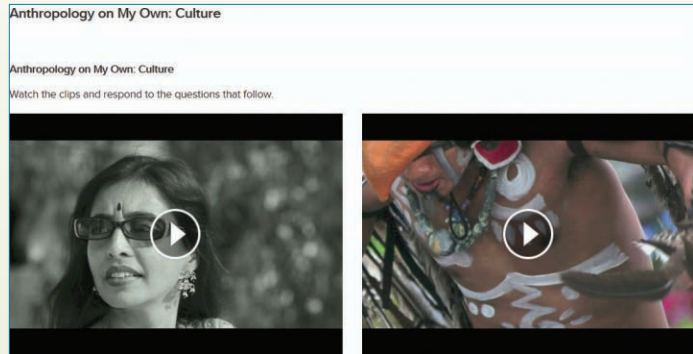 Anthropology on My Own: Culture
Anthropology on My Own: Culture
Watch the clips and respond to the questions that follow.